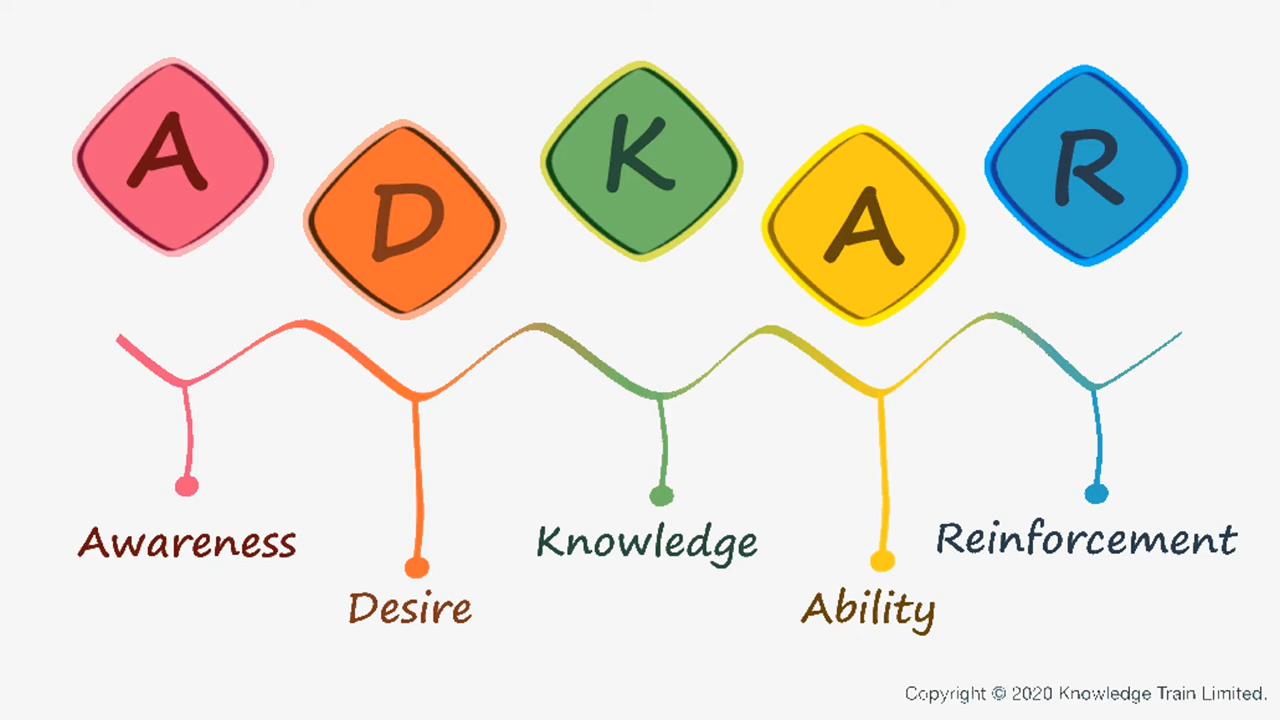 A
D
K
A
R
Awareness
Desire
Knowledge
Ability
Reinforcement
Copyright © 2020 Knowledge Train Limited.